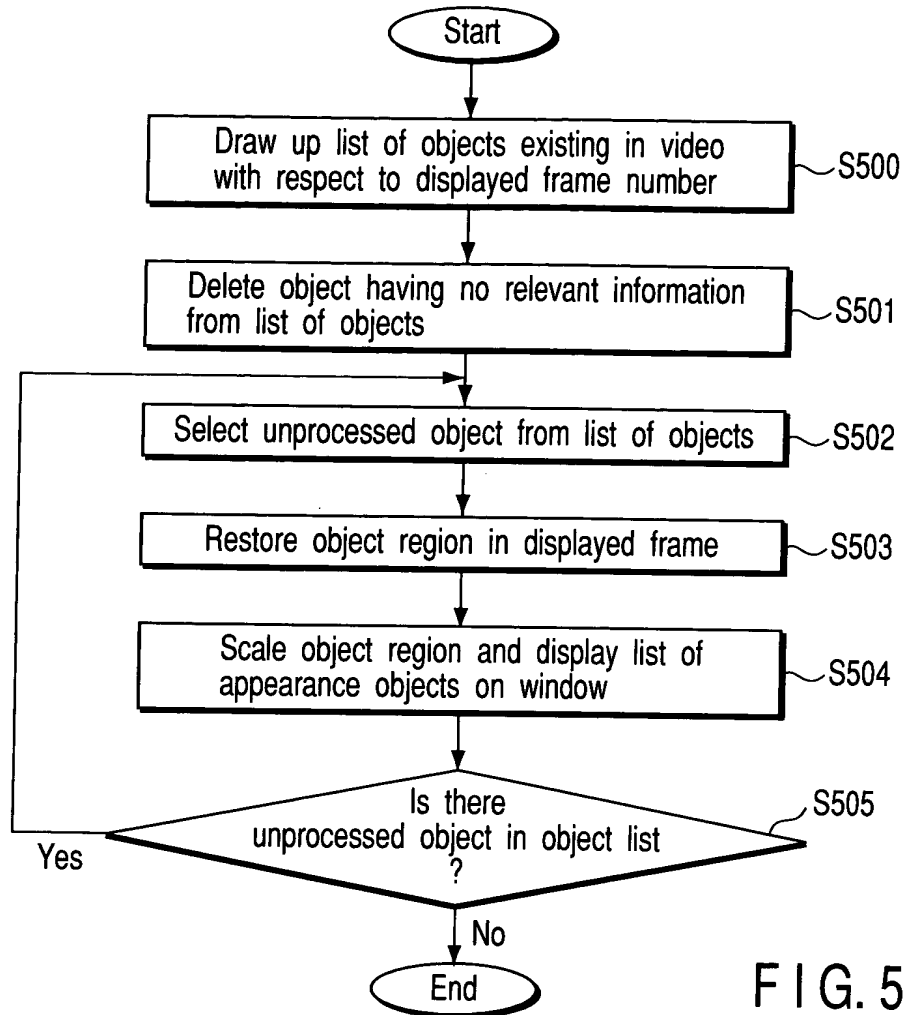 Start
Draw up list of objects existing in video
with respect to displayed frame number
S500
Delete object having no relevant information
from list of objects
S501
Select unprocessed object from list of objects
S502
Restore object region in displayed frame
S503
Scale object region and display list of
appearance objects on window
S504
Is there
unprocessed object in object list
?
S505
Yes
No
End
FIG. 5